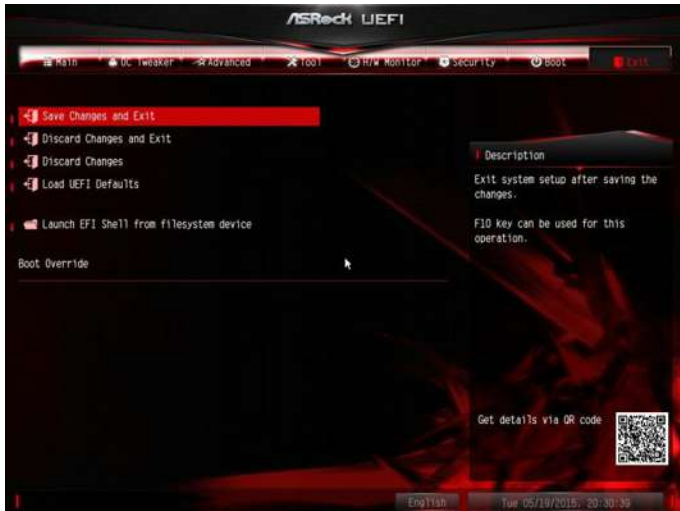 ASRock UEFI
Main OC Tweaker Advanced Tool H/W Monitor Security Boot Exit
Save Changes and Exit
Discard Changes and Exit
Discard Changes
Load UEFI Defaults
Launch EFI Shell from filesystem device
Boot Override
Description
Exit system setup after saving the
changes.
F10 key can be used for this
operation.
Get details via QR code
English
Tue 05/19/2015. 20:30:39